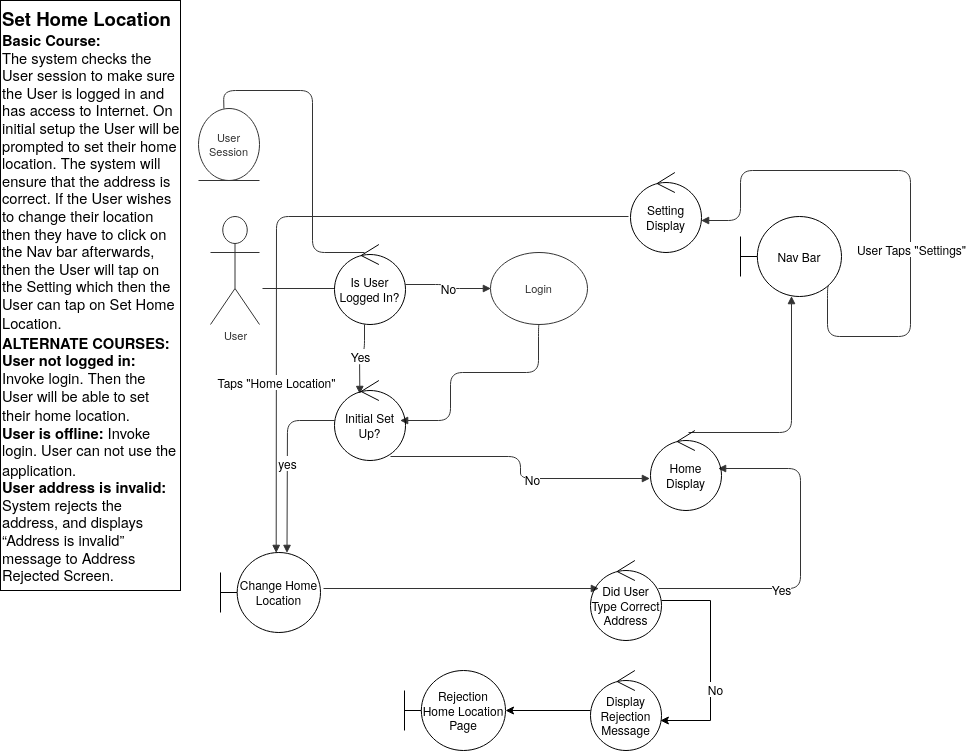 Set Home Location
Basic Course:
The system checks the
User session to make sure
the User is logged in and
has access to Internet. On
initial setup the User will be
prompted to set their home
location. The system will
ensure that the address is
correct. If the User wishes
to change their location
then they have to click on
the Nav bar afterwards,
then the User will tap on
the Setting which then the
User can tap on Set Home
Location.
ALTERNATE COURSES:
User not logged in:
Invoke login. Then the
User will be able to set
their home location.
User is offline: Invoke
login. User can not use the
application.
User address is invalid:
System rejects the
address, and displays
“Address is invalid”
message to Address
Rejected Screen.
User
Session
User
Is User
Logged In?
No
Login
Yes
Taps "Home Location"
Initial Set
Up?
yes
No
Setting
Display
Nav Bar
User Taps "Settings"
Home
Display
Change Home
Location
Did User
Type Correct
Address
Yes
No
Display
Rejection
Message
Rejection
Home Location
Page